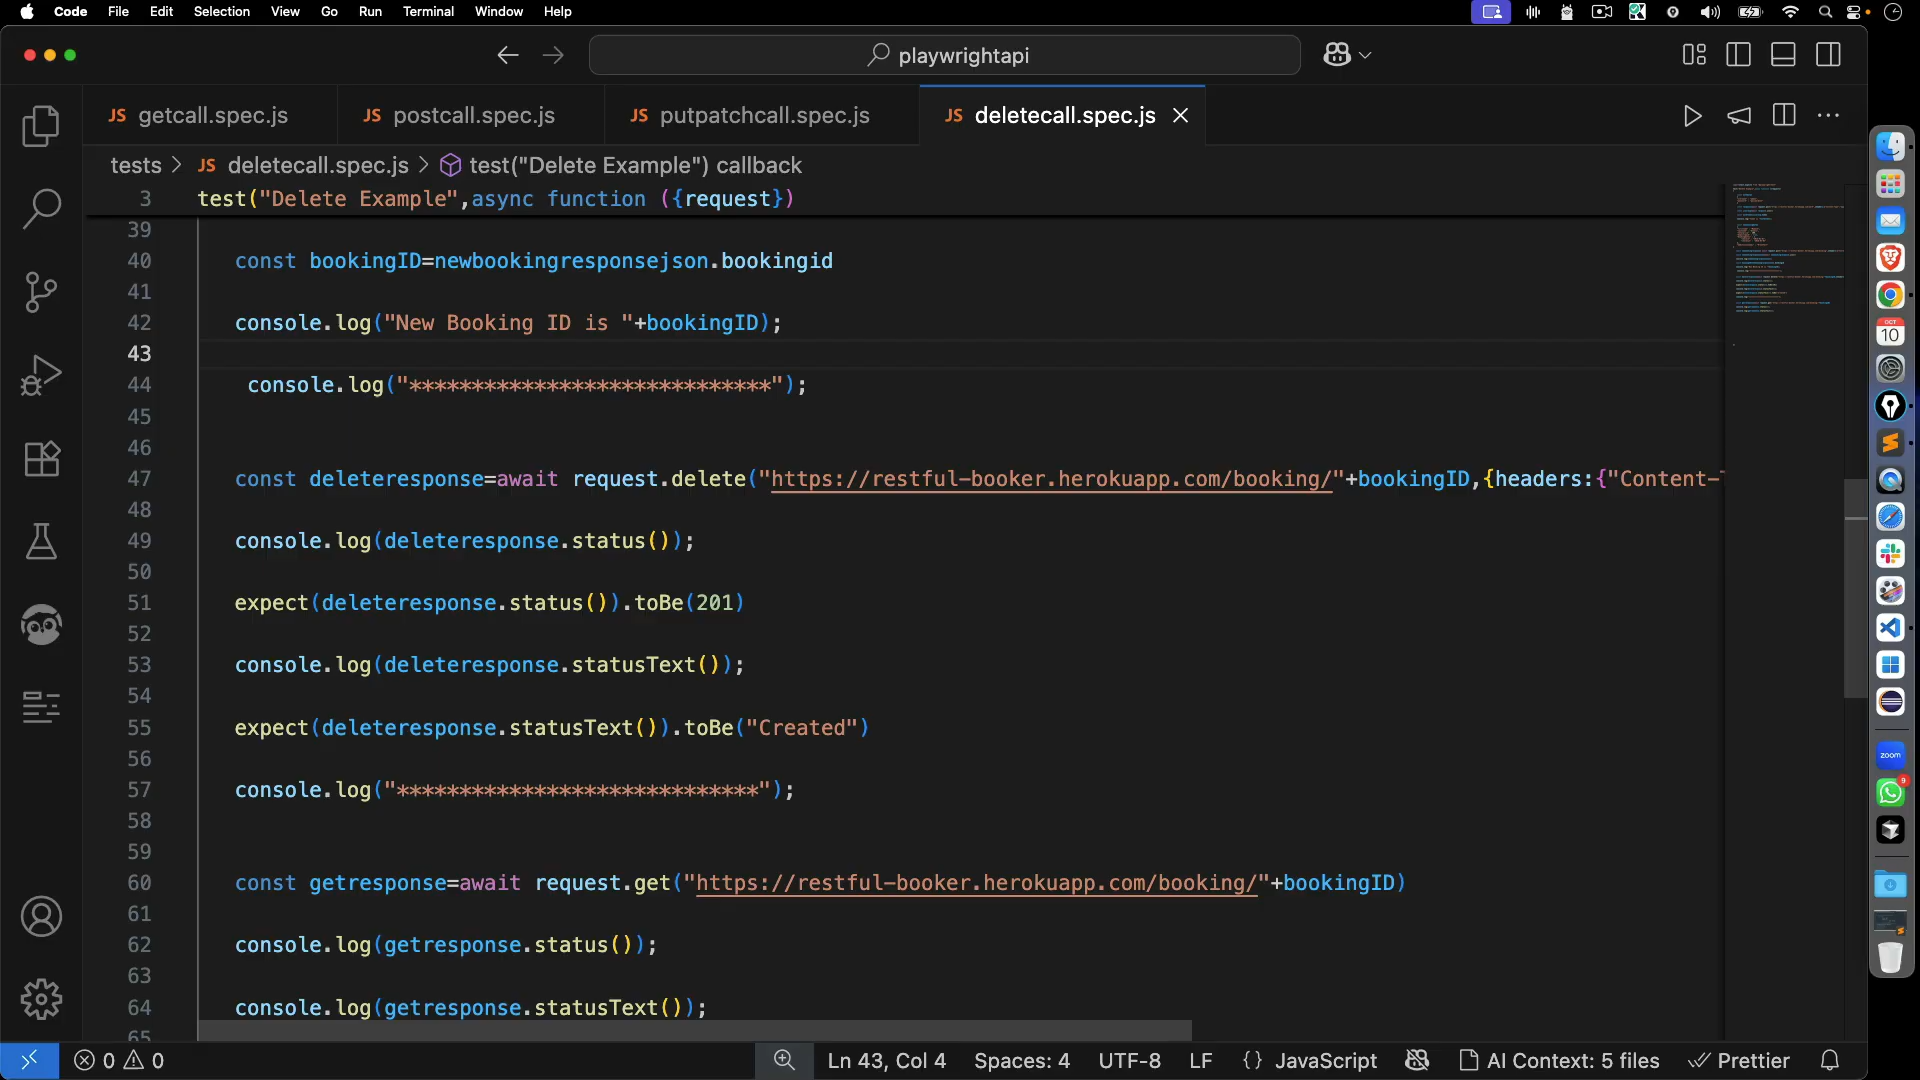 Code File Edit Selection View Go Run Terminal Window Help
playwrightapi
JS getcall.spec.js JS postcall.spec.js JS putpatchcall.spec.js JS deletecall.spec.js
tests > JS deletecall.spec.js > test("Delete Example") callback
3 test("Delete Example",async function ({request})
39
40 const bookingID=newbookingresponsejson.bookingid
41
42 console.log("New Booking ID is "+bookingID);
43
44 console.log("*****************************");
45
46
47 const deleteresponse=await request.delete("https://restful-booker.herokuapp.com/booking/"+bookingID,{headers:{"Content-T
48
49 console.log(deleteresponse.status());
50
51 expect(deleteresponse.status()).toBe(201)
52
53 console.log(deleteresponse.statusText());
54
55 expect(deleteresponse.statusText()).toBe("Created")
56
57 console.log("*****************************");
58
59
60 const getresponse=await request.get("https://restful-booker.herokuapp.com/booking/"+bookingID)
61
62 console.log(getresponse.status());
63
64 console.log(getresponse.statusText());
65
OCT
10
zoom
9
0 0 Ln 43, Col 4 Spaces: 4 UTF-8 LF {} JavaScript AI Context: 5 files Prettier